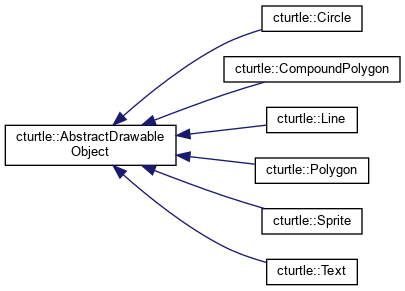 cturtle::Circle
cturtle::CompoundPolygon
cturtle::Line
cturtle::AbstractDrawable
Object
cturtle::Polygon
cturtle::Sprite
cturtle::Text